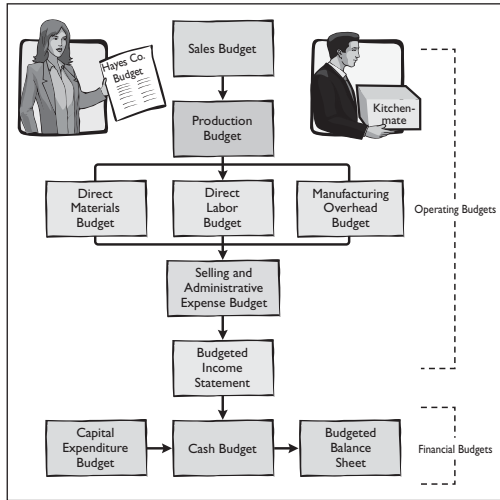 Hayes Co.
Budget
Sales Budget
Kitchen-
mate
Production
Budget
Direct
Materials
Budget
Direct
Labor
Budget
Manufacturing
Overhead
Budget
Operating Budgets
Selling and
Administrative
Expense Budget
Budgeted
Income
Statement
Capital
Expenditure
Budget
Cash Budget
Budgeted
Balance
Sheet
Financial Budgets